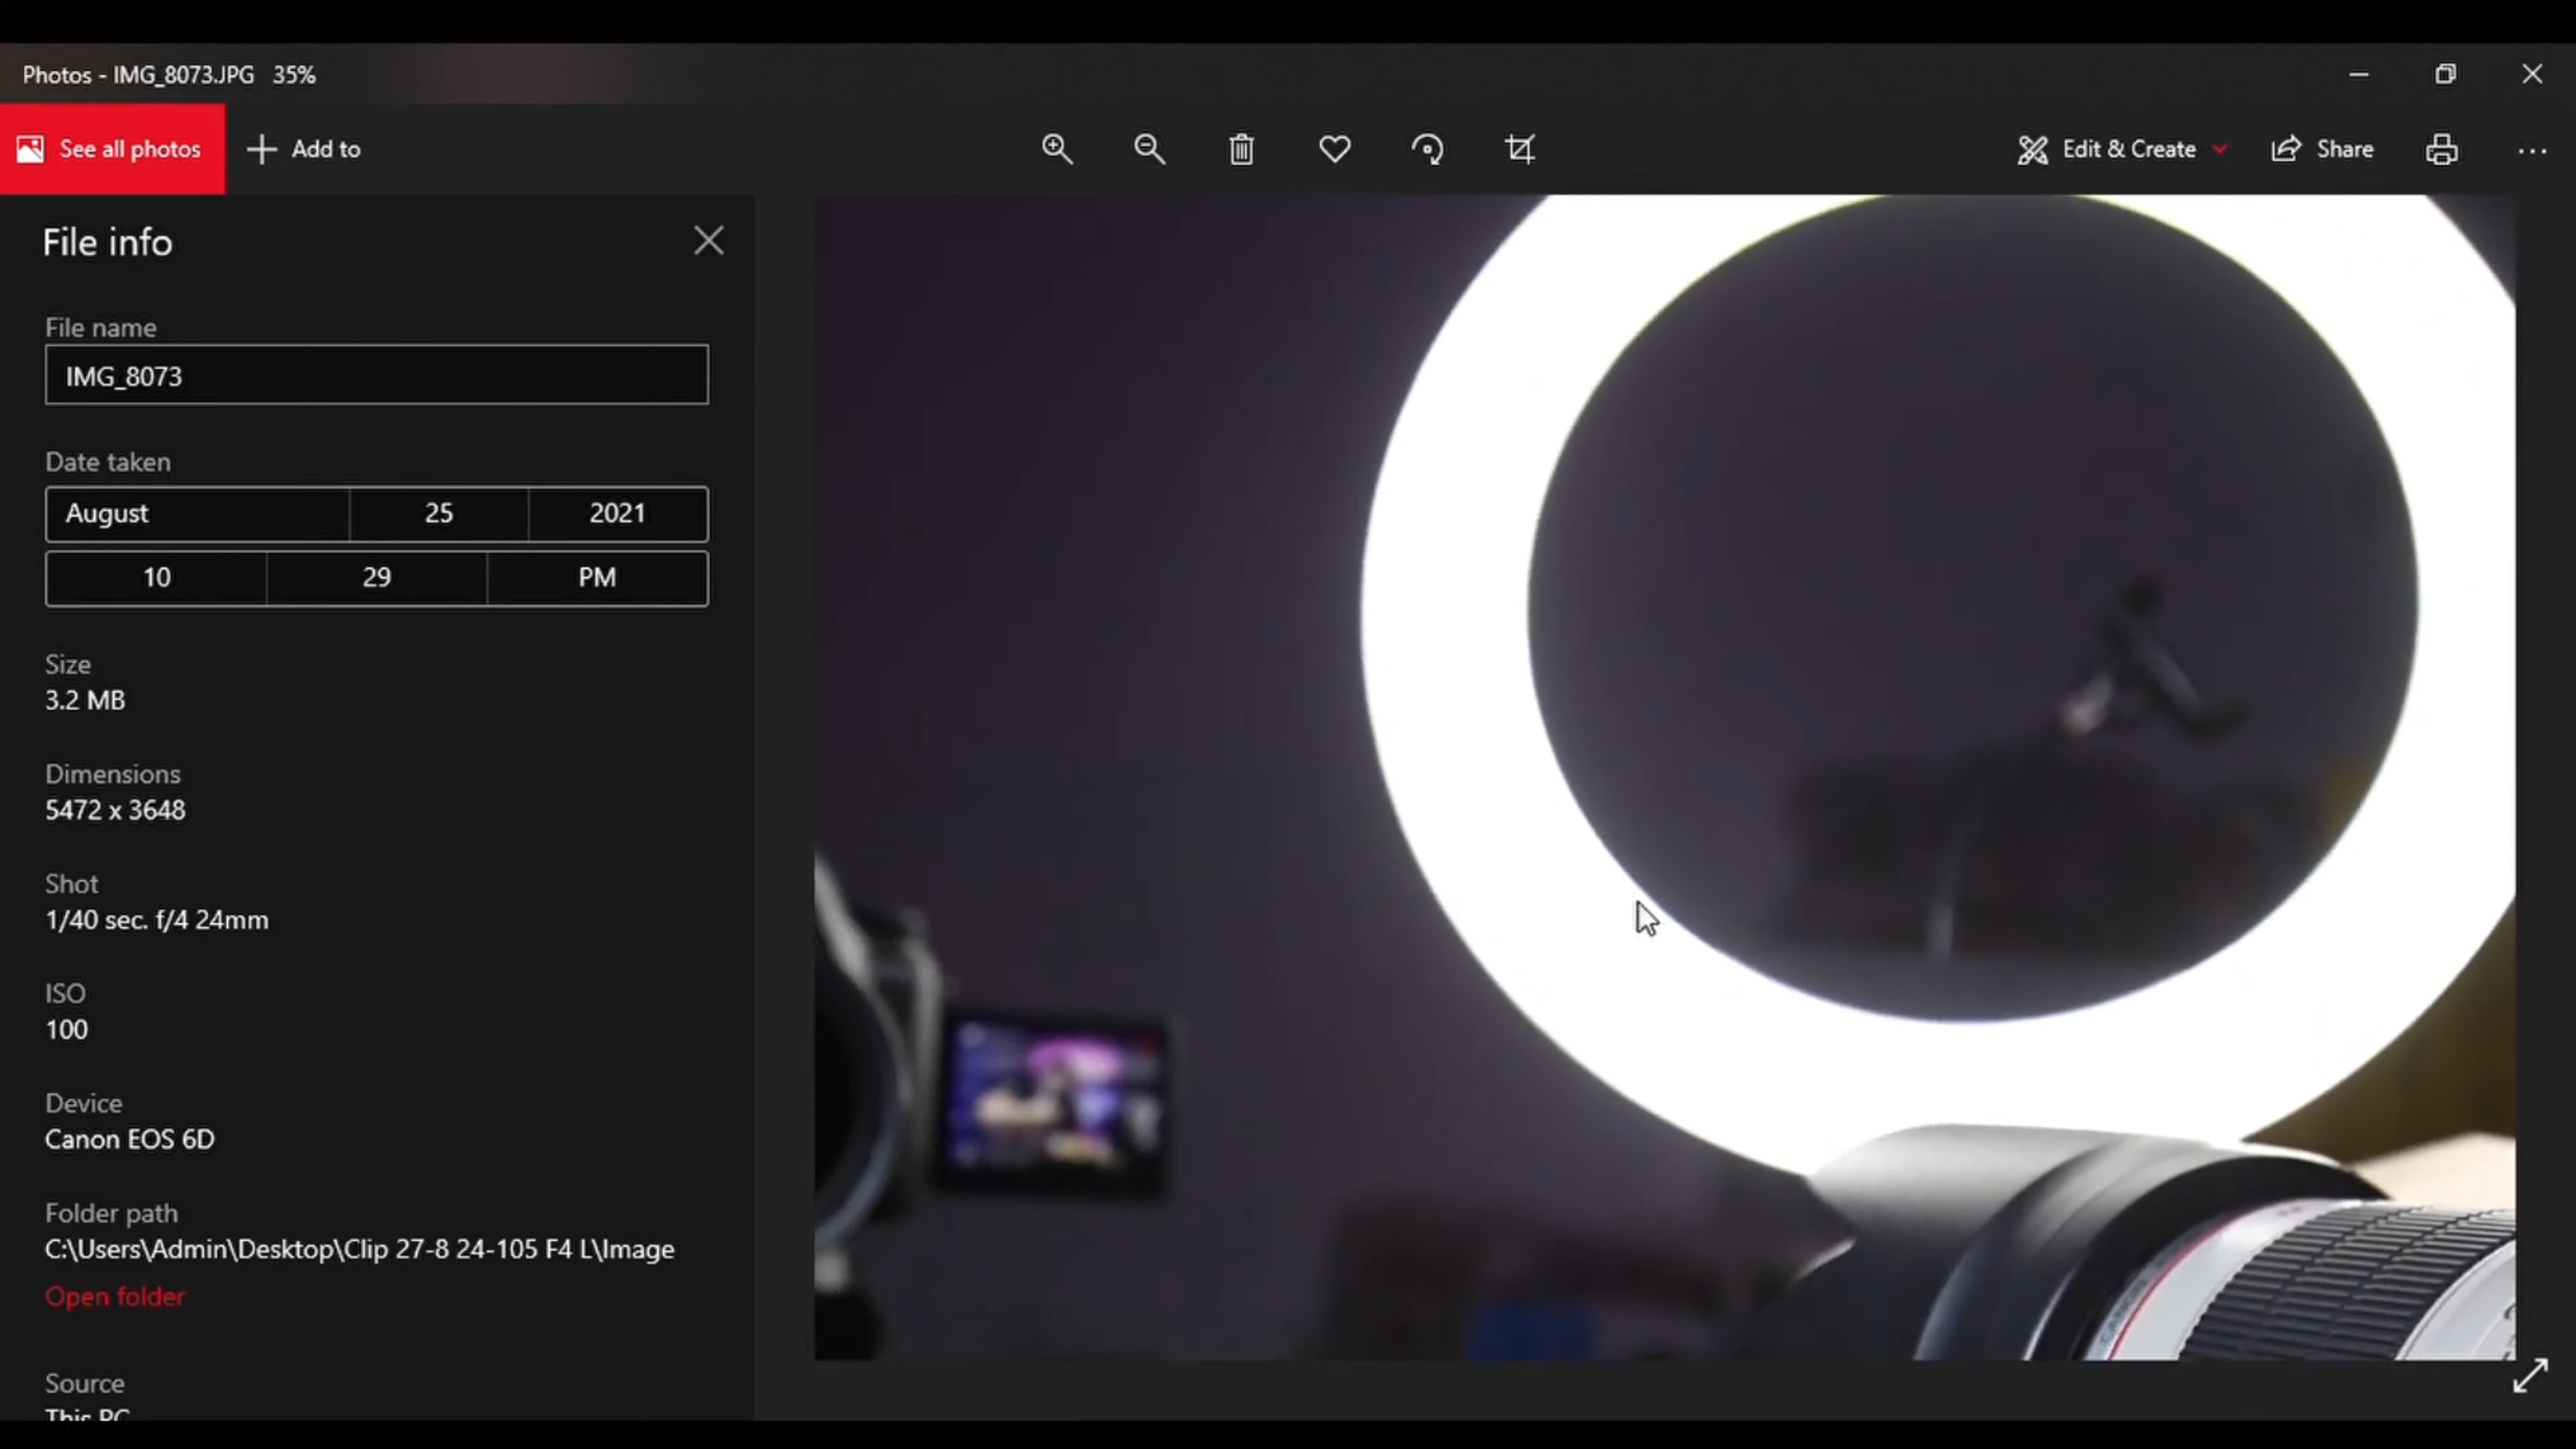 Photos - IMG_8073.JPG 35%
See all photos
Add to
Edit & Create
Share
File info
File name
IMG_8073
Date taken
August 25 2021
10 29 PM
Size
3.2 MB
Dimensions
5472 x 3648
Shot
1/40 sec. f/4 24mm
ISO
100
Device
Canon EOS 6D
Folder path
C:\Users\Admin\Desktop\Clip 27-8 24-105 F4 L\Image
Open folder
Source
This PC